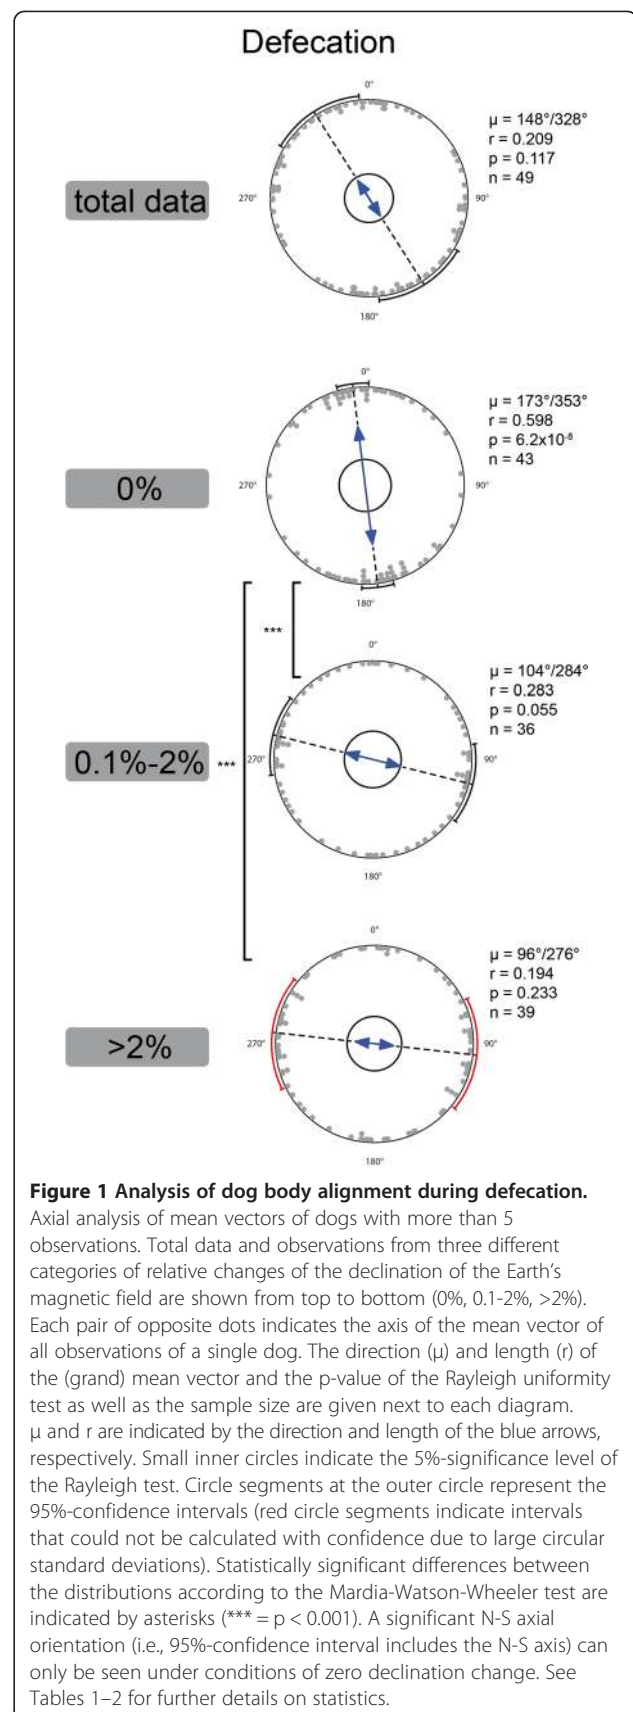 Defecation
0°
μ = 148°/328°
r = 0.209
p = 0.117
n = 49
total data
270°
90°
180°
0°
μ = 173°/353°
r = 0.598
p = 6.2x10⁻⁸
n = 43
0%
270°
90°
180°
***
0°
μ = 104°/284°
r = 0.283
p = 0.055
n = 36
0.1%-2%
***
270°
90°
180°
0°
μ = 96°/276°
r = 0.194
p = 0.233
n = 39
>2%
270°
90°
180°
Figure 1 Analysis of dog body alignment during defecation.
Axial analysis of mean vectors of dogs with more than 5
observations. Total data and observations from three different
categories of relative changes of the declination of the Earth's
magnetic field are shown from top to bottom (0%, 0.1-2%, >2%).
Each pair of opposite dots indicates the axis of the mean vector of
all observations of a single dog. The direction (μ) and length (r) of
the (grand) mean vector and the p-value of the Rayleigh uniformity
test as well as the sample size are given next to each diagram.
μ and r are indicated by the direction and length of the blue arrows,
respectively. Small inner circles indicate the 5%-significance level of
the Rayleigh test. Circle segments at the outer circle represent the
95%-confidence intervals (red circle segments indicate intervals
that could not be calculated with confidence due to large circular
standard deviations). Statistically significant differences between
the distributions according to the Mardia-Watson-Wheeler test are
indicated by asterisks (*** = p < 0.001). A significant N-S axial
orientation (i.e., 95%-confidence interval includes the N-S axis) can
only be seen under conditions of zero declination change. See
Tables 1–2 for further details on statistics.